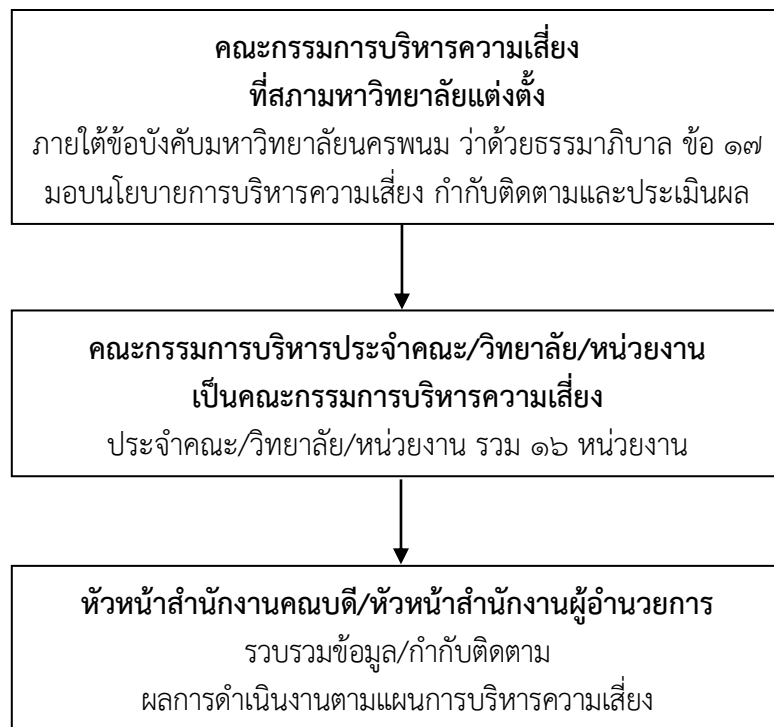 คณะกรรมการบริหารความเสี่ยง
ที่สภามหาวิทยาลัยแต่งตั้ง
ภายใต้ข้อบังคับมหาวิทยาลัยนครพนม ว่าด้วยธรรมาภิบาล ข้อ ๑๗
มอบนโยบายการบริหารความเสี่ยง กำกับติดตามและประเมินผล
คณะกรรมการบริหารประจำคณะ/วิทยาลัย/หน่วยงาน
เป็นคณะกรรมการบริหารความเสี่ยง
ประจำคณะ/วิทยาลัย/หน่วยงาน รวม ๑๖ หน่วยงาน
หัวหน้าสำนักงานคณบดี/หัวหน้าสำนักงานผู้อำนวยการ
รวบรวมข้อมูล/กำกับติดตาม
ผลการดำเนินงานตามแผนการบริหารความเสี่ยง